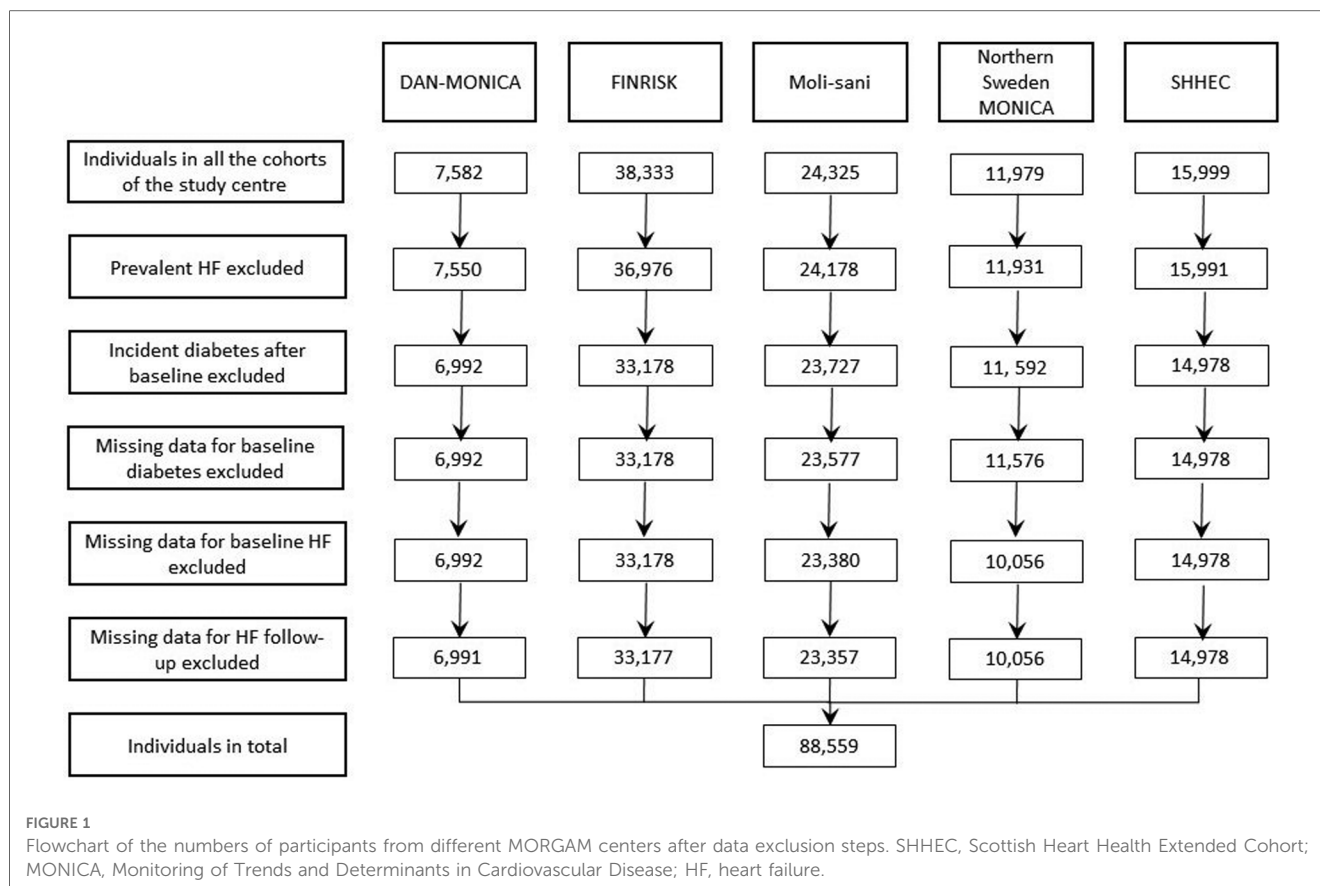 DAN-MONICA
FINRISK
Moli-sani
Northern
Sweden
MONICA
SHHEC
Individuals in all the cohorts
of the study centre
7,582
38,333
24,325
11,979
15,999
Prevalent HF excluded
7,550
36,976
24,178
11,931
15,991
Incident diabetes after
baseline excluded
6,992
33,178
23,727
11, 592
14,978
Missing data for baseline
diabetes excluded
6,992
33,178
23,577
11,576
14,978
Missing data for baseline HF
excluded
6,992
33,178
23,380
10,056
14,978
Missing data for HF follow-
up excluded
6,991
33,177
23,357
10,056
14,978
Individuals in total
88,559
FIGURE 1
Flowchart of the numbers of participants from different MORGAM centers after data exclusion steps. SHHEC, Scottish Heart Health Extended Cohort;
MONICA, Monitoring of Trends and Determinants in Cardiovascular Disease; HF, heart failure.